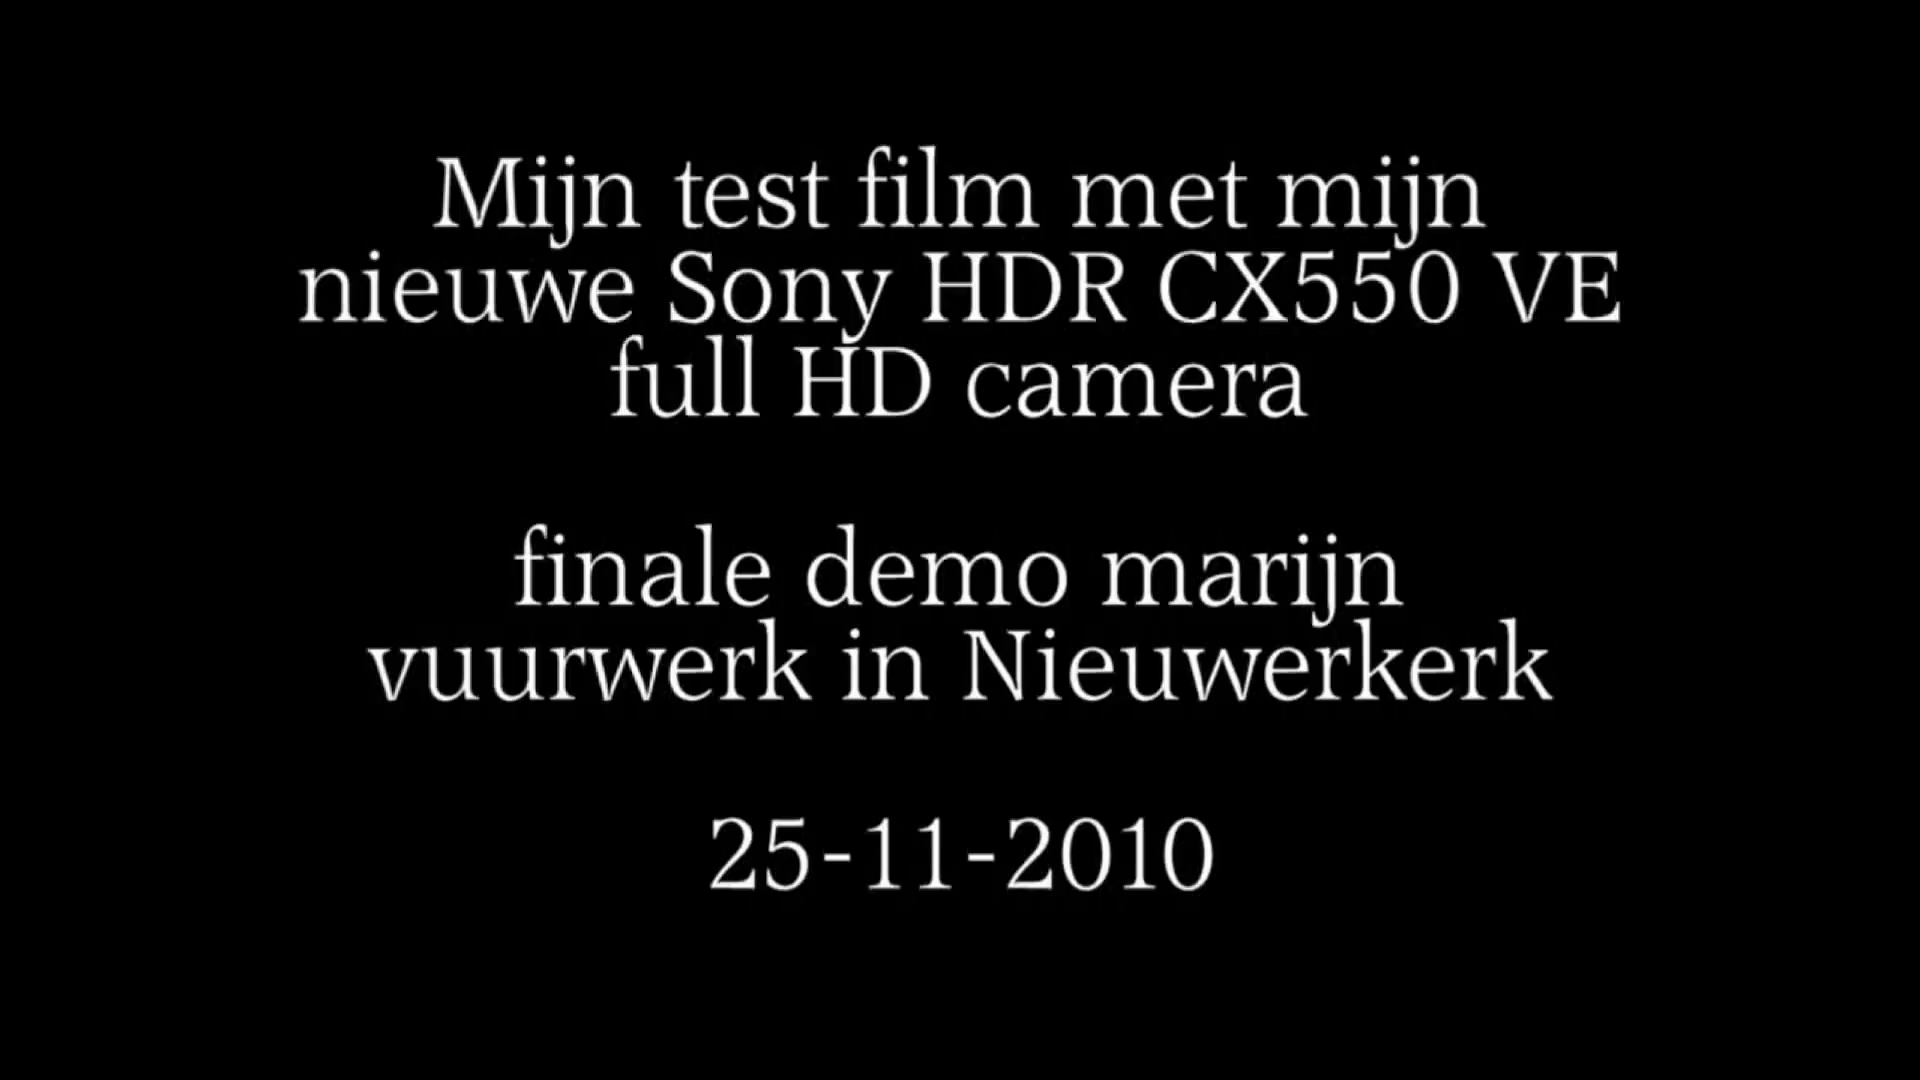 Mijn test film met mijn
nieuwe Sony HDR CX550 VE
full HD camera
finale demo marijn
vuurwerk in Nieuwerkerk
25-11-2010